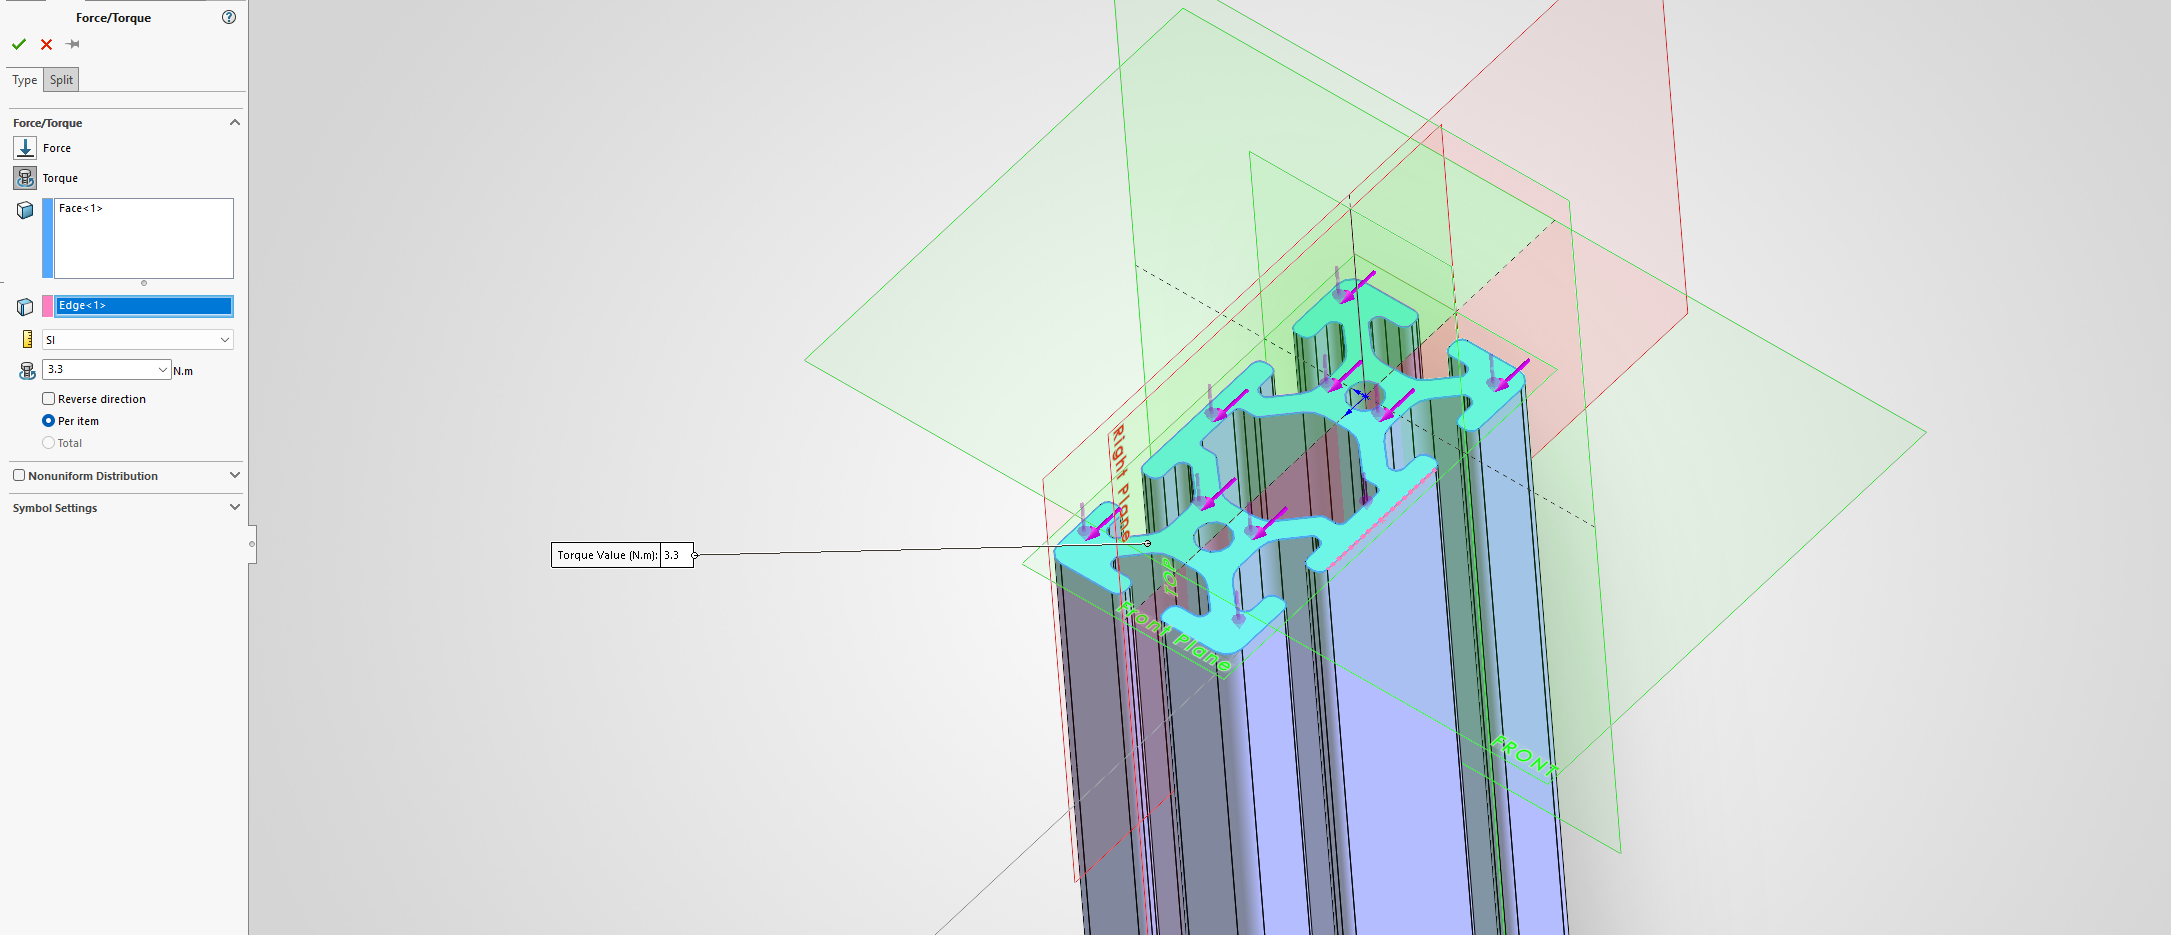 Force/Torque
?
Type
Split
Force/Torque
Force
Torque
Face<1>
Edge<1>
SI
3.3
N.m
Reverse direction
Per item
Total
Nonuniform Distribution
Symbol Settings
Torque Value (N.m): 3.3
Right Plane
TOP
Front Plane
FRONT